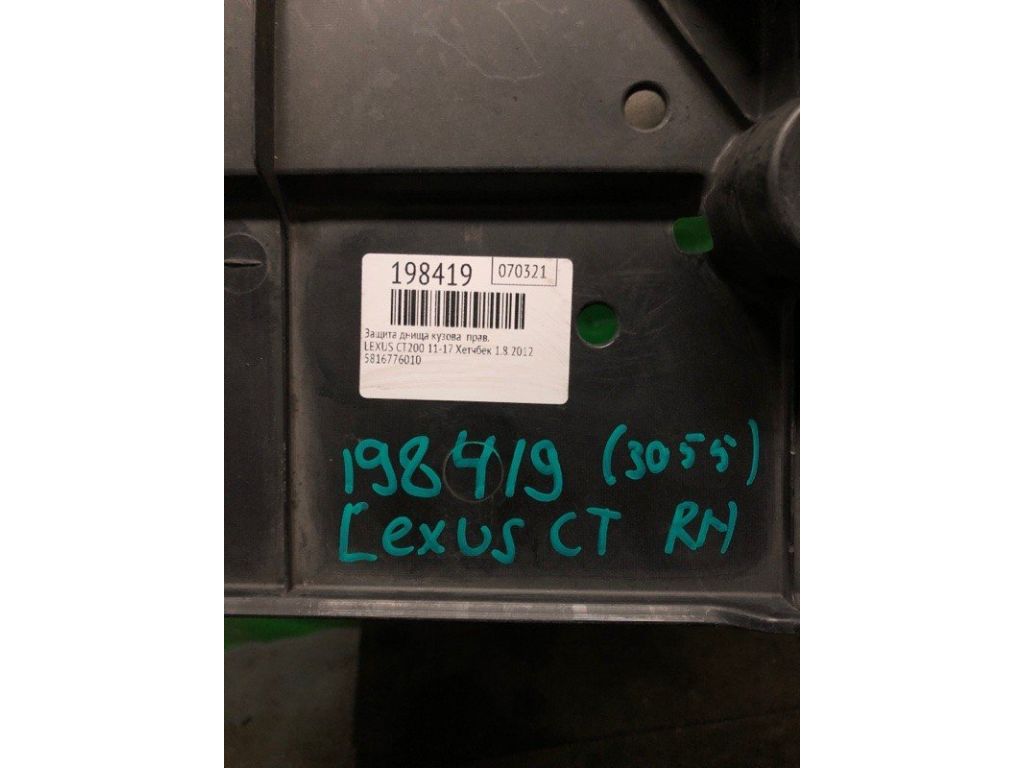 198419 070321
Защита днища кузова прав.
LEXUS CT200 11-17 Хетчбек 1.8 2012
5816776010
198419 (3055)
Lexus CT RH